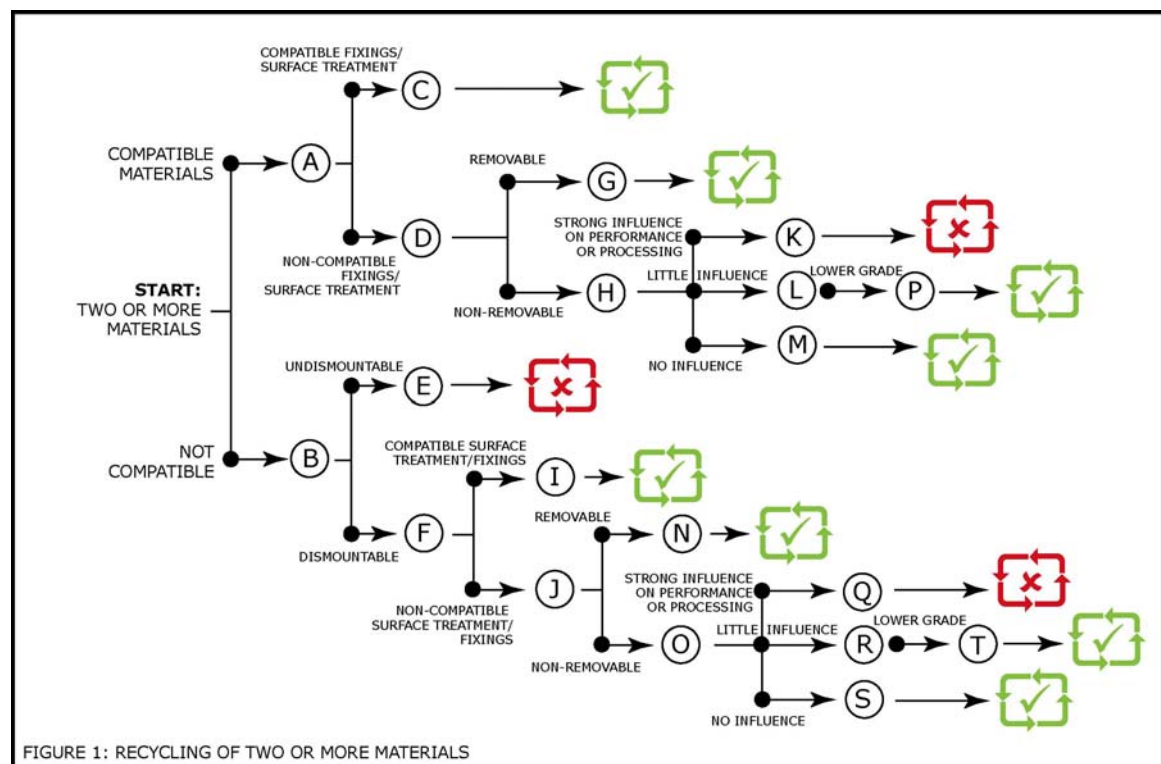 COMPATIBLE FIXINGS/
SURFACE TREATMENT
C
COMPATIBLE
MATERIALS
A
REMOVABLE
G
D
NON-COMPATIBLE
FIXINGS/
SURFACE TREATMENT
STRONG INFLUENCE
ON PERFORMANCE
OR PROCESSING
K
START:
TWO OR MORE
MATERIALS
NON-REMOVABLE
H
LITTLE INFLUENCE
L
LOWER GRADE
P
NO INFLUENCE
M
UNDISMOUNTABLE
E
NOT
COMPATIBLE
B
COMPATIBLE SURFACE
TREATMENT/FIXINGS
I
DISMOUNTABLE
F
REMOVABLE
N
NON-COMPATIBLE
SURFACE TREATMENT/
FIXINGS
J
STRONG INFLUENCE
ON PERFORMANCE
OR PROCESSING
Q
NON-REMOVABLE
O
LITTLE INFLUENCE
R
LOWER GRADE
T
NO INFLUENCE
S
FIGURE 1: RECYCLING OF TWO OR MORE MATERIALS